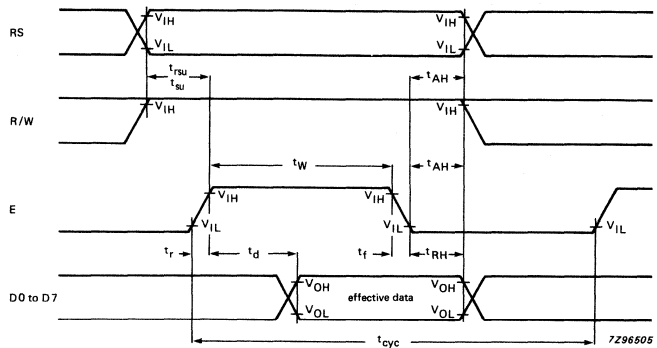 RS
VIH
VIL
VIH
VIL
trsu
tsu
tAH
R/W
VIH
VIH
tW
tAH
E
VIH
VIL
VIH
VIL
VIL
tr
td
tf
tRH
D0 to D7
VOH
VOL
effective data
VOH
VOL
tcyc
7Z96505